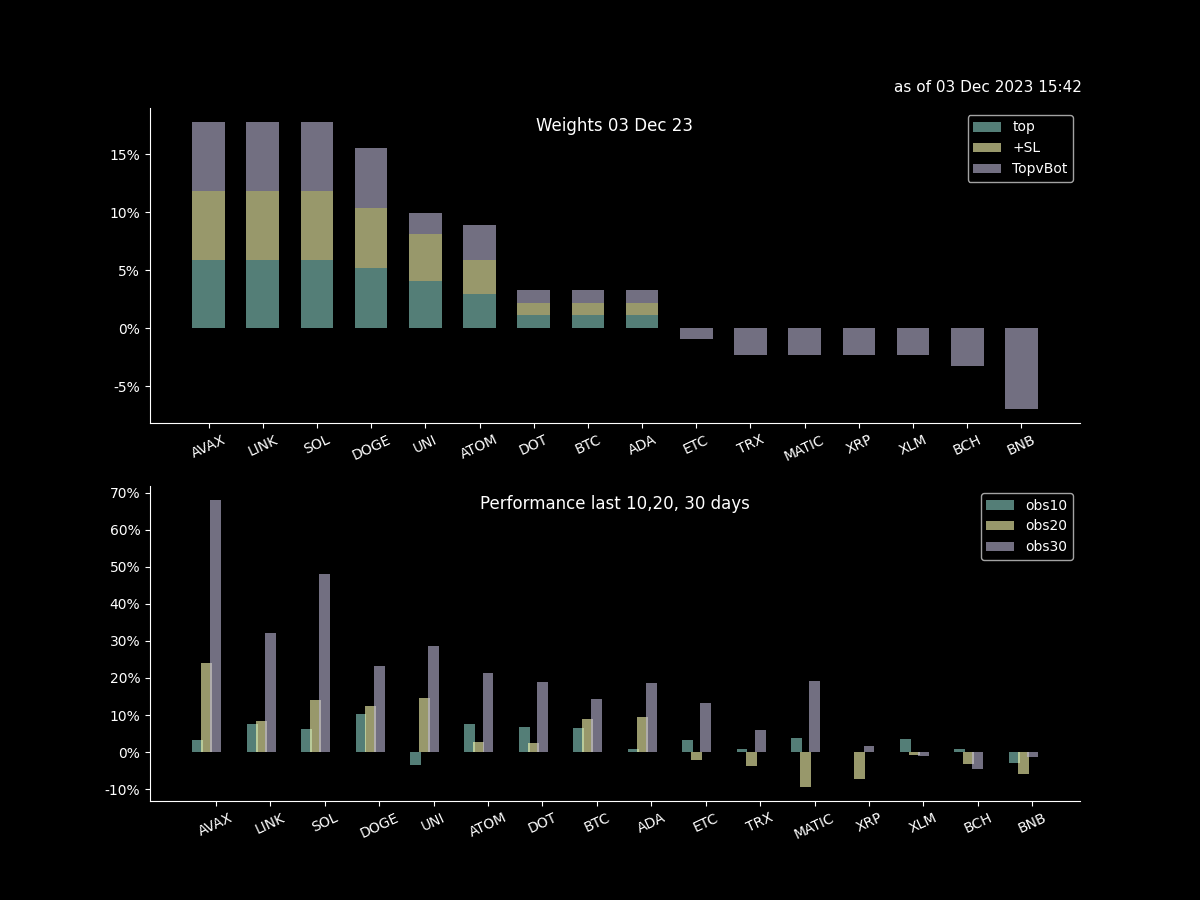 as of 03 Dec 2023 15:42
Weights 03 Dec 23
top
+SL
TopvBot
15%
10%
5%
0%
-5%
AVAX LINK SOL DOGE UNI ATOM DOT BTC ADA ETC TRX MATIC XRP XLM BCH BNB
Performance last 10,20, 30 days
obs10
obs20
obs30
70%
60%
50%
40%
30%
20%
10%
0%
-10%
AVAX LINK SOL DOGE UNI ATOM DOT BTC ADA ETC TRX MATIC XRP XLM BCH BNB